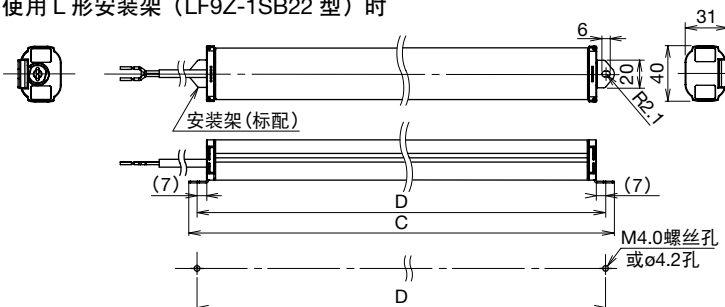 使用 L 形安装架（LF9Z-1SB22 型）时
6
31
20
40
R2.1
安装架(标配)
(7)
(7)
D
C
M4.0螺丝孔
或ø4.2孔
D